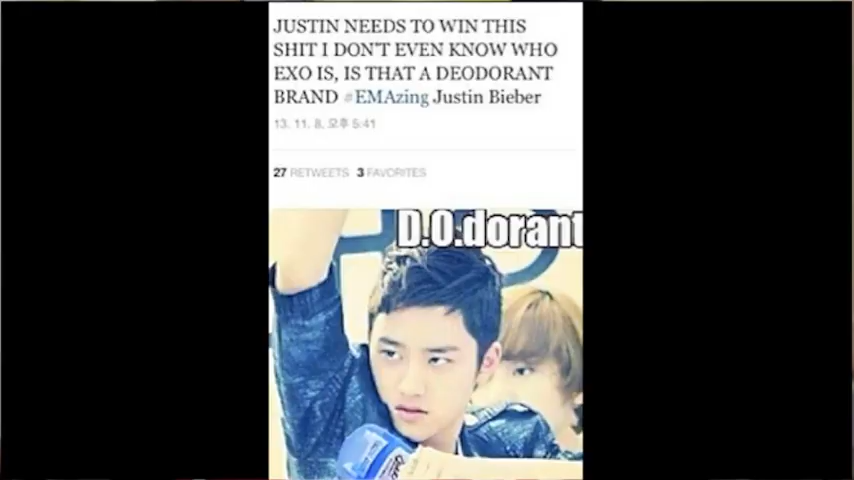 JUSTIN NEEDS TO WIN THIS
SHIT I DON'T EVEN KNOW WHO
EXO IS, IS THAT A DEODORANT
BRAND #EMAzing Justin Bieber
13. 11. 8, 오후 5:41
27 RETWEETS 3 FAVORITES
D.O.dorant